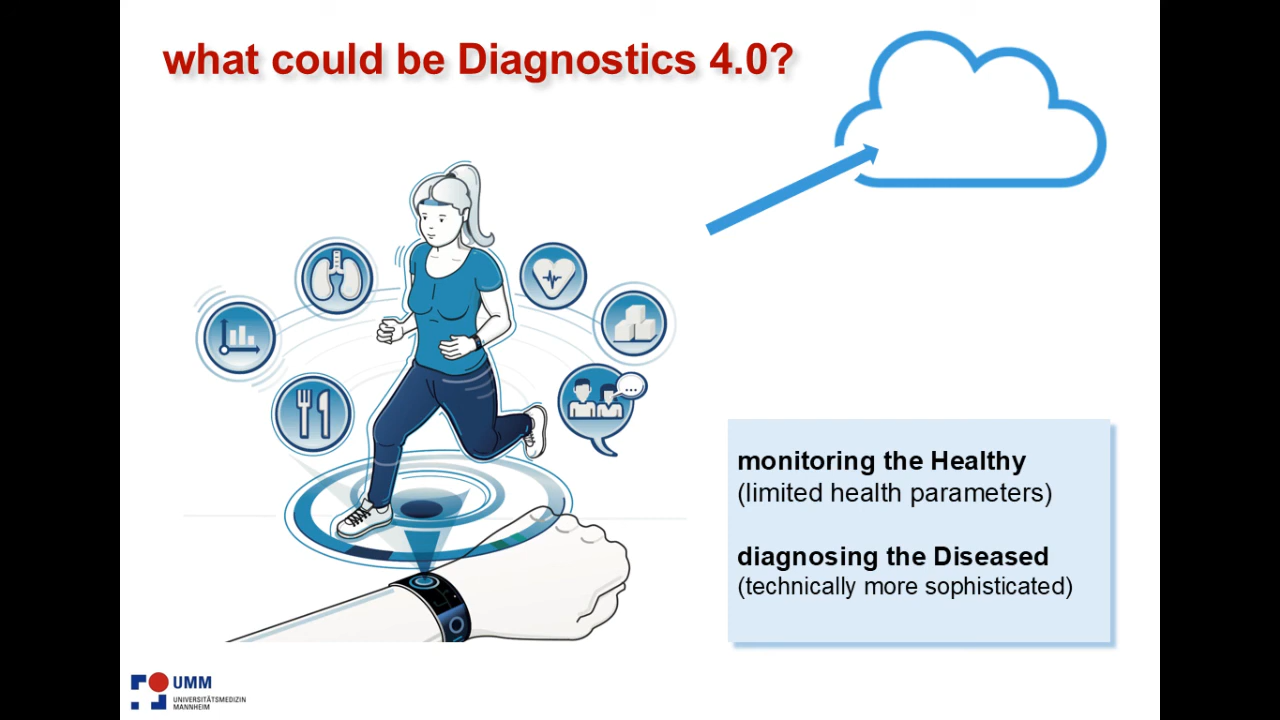 what could be Diagnostics 4.0?
monitoring the Healthy
(limited health parameters)
diagnosing the Diseased
(technically more sophisticated)
UMM
UNIVERSITÄTSMEDIZIN
MANNHEIM